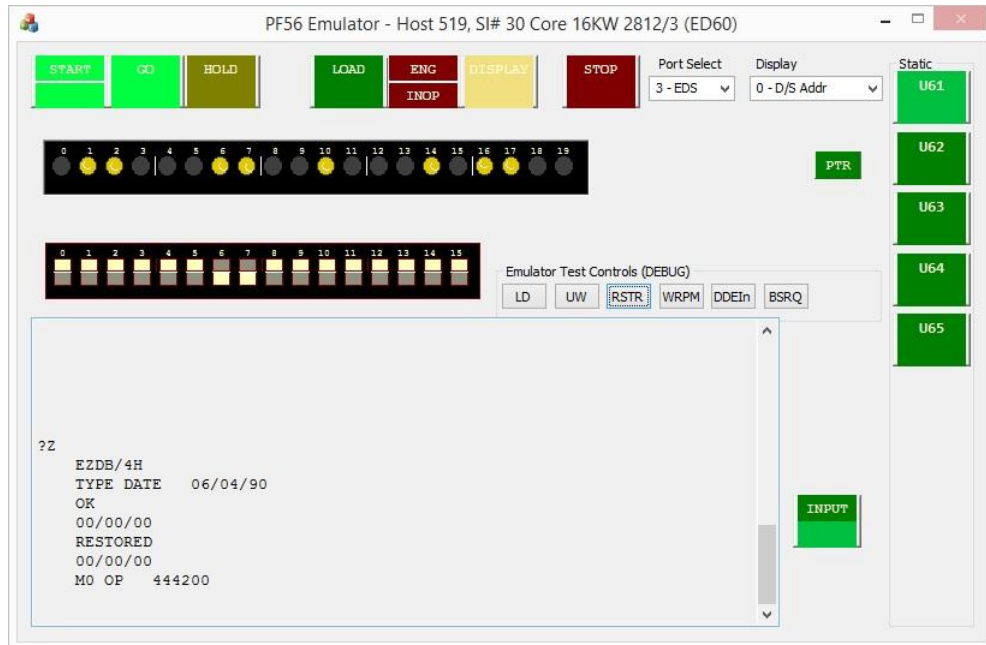 PF56 Emulator - Host 519, SI# 30 Core 16KW 2812/3 (ED60)
START GO HOLD LOAD ENG INOP DISPLAY STOP
Port Select Display Static
3 - EDS 0 - D/S Addr
U61
0 1 2 3 4 5 6 7 8 9 10 11 12 13 14 15 16 17 18 19
PTR
U62
U63
0 1 2 3 4 5 6 7 8 9 10 11 12 13 14 15
Emulator Test Controls (DEBUG)
LD UW RSTR WRPM DDEIn BSRQ
U64
U65
?Z
EZDB/4H
TYPE DATE 06/04/90
OK
00/00/00
RESTORED
00/00/00
M0 OP 444200
INPUT